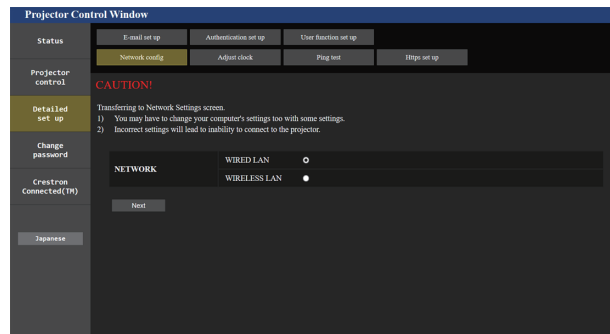 Projector Control Window
Status
E-mail set up
Authentication set up
User function set up
Network config
Adjust clock
Ping test
Https set up
Projector
control
Detailed
set up
Change
password
Crestron
Connected(TM)
Japanese
CAUTION!
Transferring to Network Settings screen.
1) You may have to change your computer's settings too with some settings.
2) Incorrect settings will lead to inability to connect to the projector.
NETWORK
WIRED LAN
WIRELESS LAN
Next